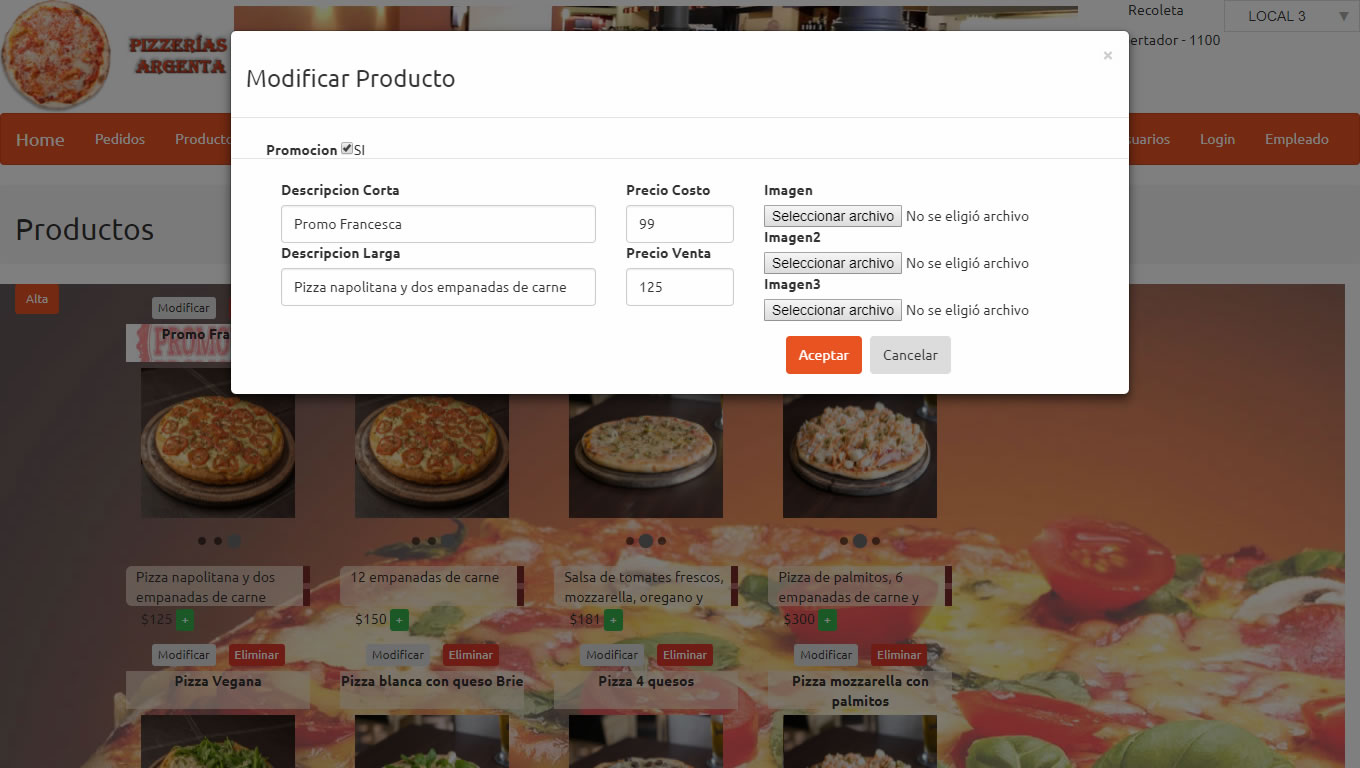 PIZZERÍAS
ARGENTA
Recoleta
LOCAL 3
ertador - 1100
Home
Pedidos
Producto
suarios
Login
Empleado
Modificar Producto
×
Promocion SI
Descripcion Corta
Promo Francesca
Descripcion Larga
Pizza napolitana y dos empanadas de carne
Precio Costo
99
Precio Venta
125
Imagen
Seleccionar archivo No se eligió archivo
Imagen2
Seleccionar archivo No se eligió archivo
Imagen3
Seleccionar archivo No se eligió archivo
Aceptar
Cancelar
Productos
Alta
Modificar
PROMO
Promo Fra
Pizza napolitana y dos
empanadas de carne
$125 +
12 empanadas de carne
$150 +
Salsa de tomates frescos,
mozzarella, oregano y
$181 +
Pizza de palmitos, 6
empanadas de carne y
$300 +
Modificar Eliminar
Pizza Vegana
Modificar Eliminar
Pizza blanca con queso Brie
Modificar Eliminar
Pizza 4 quesos
Modificar Eliminar
Pizza mozzarella con
palmitos